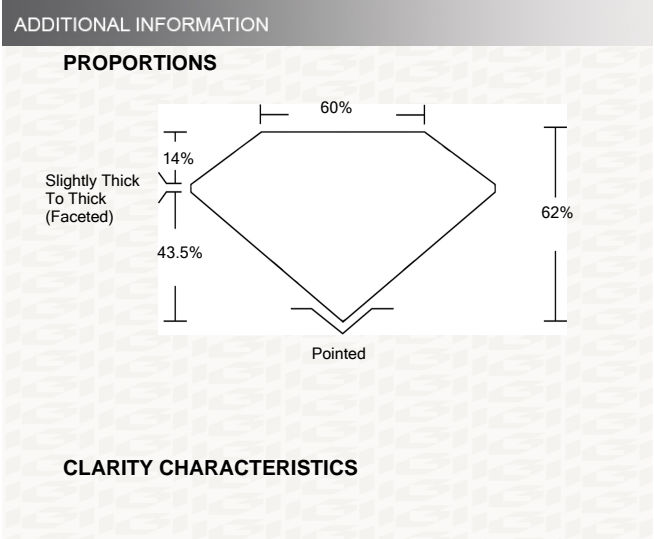 ADDITIONAL INFORMATION
PROPORTIONS
60%
14%
Slightly Thick
To Thick
(Faceted)
62%
43.5%
Pointed
CLARITY CHARACTERISTICS